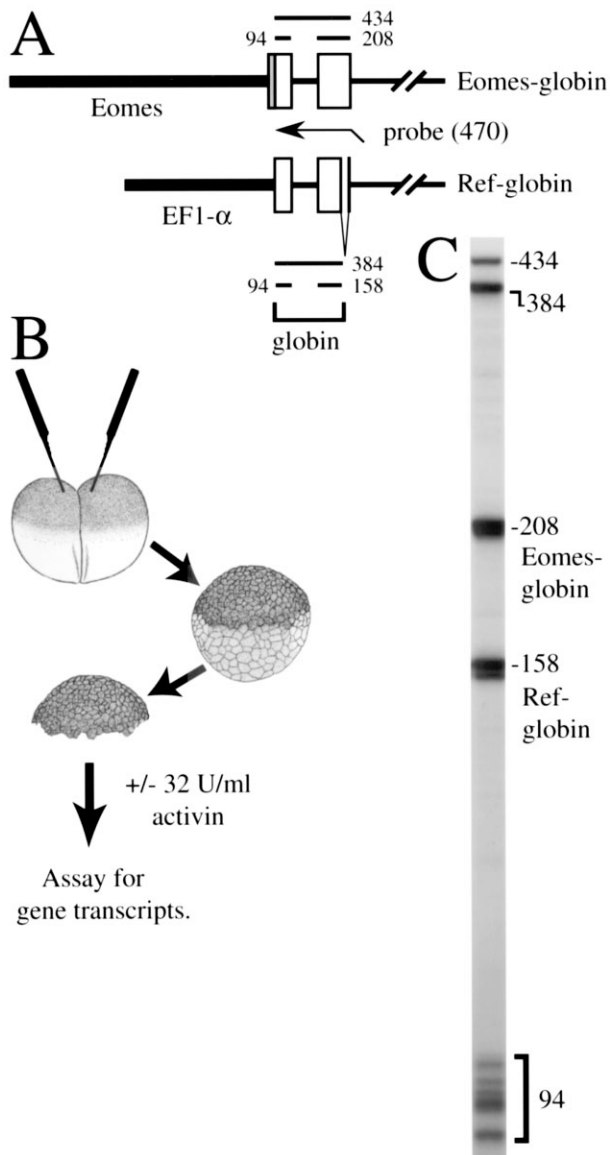 A
434
94 208
Eomes-globin
Eomes
probe (470)
Ref-globin
EF1-α
384
94 158
globin
B
+/- 32 U/ml
activin
Assay for
gene transcripts.
C
-434
384
-208
Eomes-
globin
-158
Ref-
globin
94